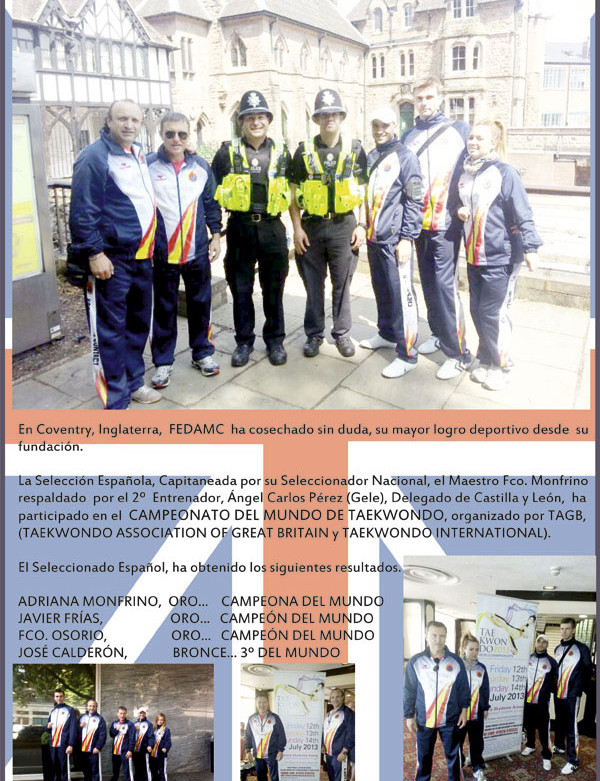 En Coventry, Inglaterra, FEDAMC ha cosechado sin duda, su mayor logro deportivo desde su
fundación.
La Selección Española, Capitaneada por su Seleccionador Nacional, el Maestro Fco. Monfrino
respaldado por el 2º Entrenador, Ángel Carlos Pérez (Gele), Delegado de Castilla y León, ha
participado en el CAMPEONATO DEL MUNDO DE TAEKWONDO, organizado por TAGB,
(TAEKWONDO ASSOCIATION OF GREAT BRITAIN y TAEKWONDO INTERNATIONAL).
El Seleccionado Español, ha obtenido los siguientes resultados.
ADRIANA MONFRINO, ORO... CAMPEONA DEL MUNDO
JAVIER FRÍAS, ORO... CAMPEÓN DEL MUNDO
FCO. OSORIO, ORO... CAMPEÓN DEL MUNDO
JOSÉ CALDERÓN, BRONCE... 3º DEL MUNDO
TAE
KWON
DO
Friday 12th
13th
14th
July 2013
Friday 12th
13th
14th
July 2013